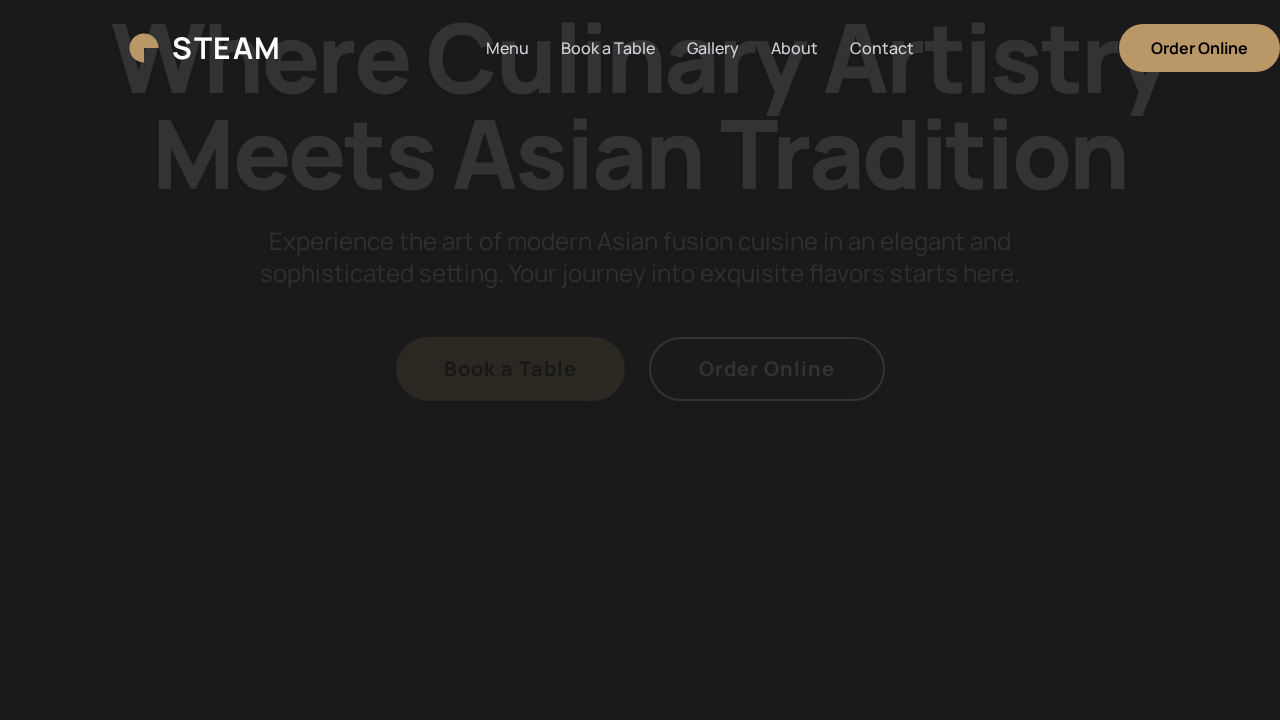 STEAM
Menu
Book a Table
Gallery
About
Contact
Order Online
Where Culinary Artistry
Meets Asian Tradition
Experience the art of modern Asian fusion cuisine in an elegant and
sophisticated setting. Your journey into exquisite flavors starts here.
Book a Table
Order Online